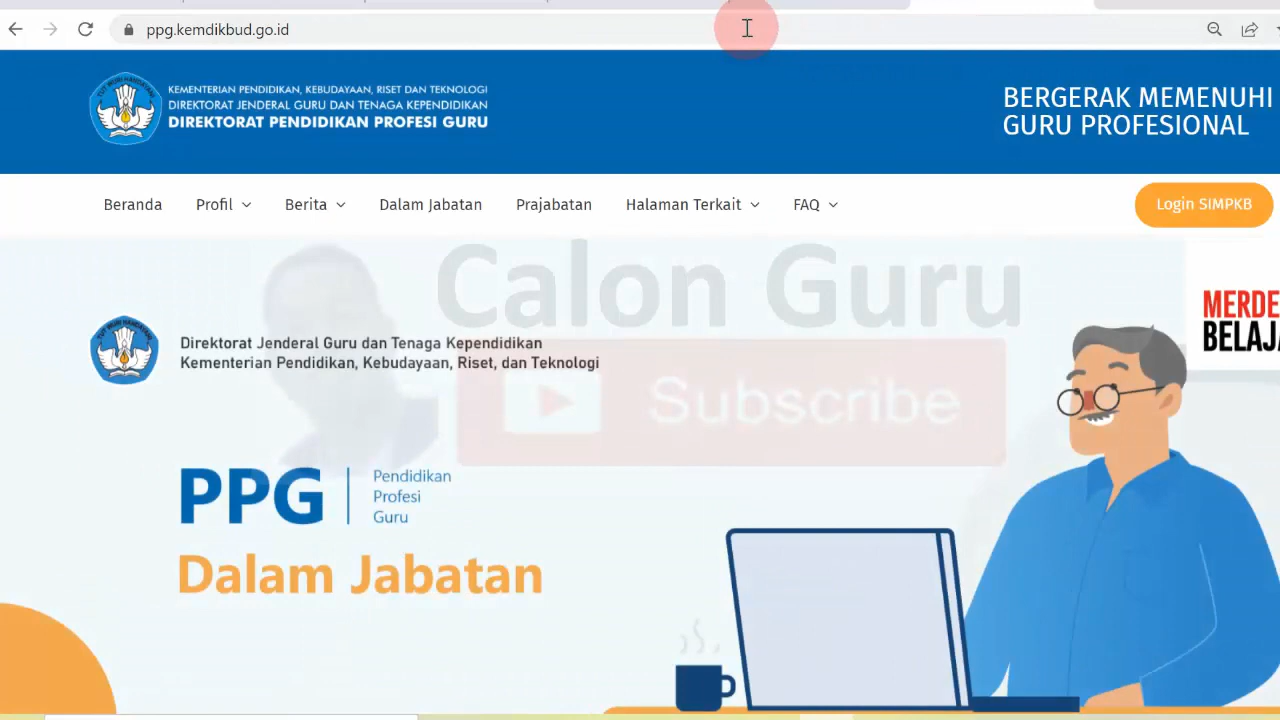 ppg.kemdikbud.go.id
KEMENTERIAN PENDIDIKAN, KEBUDAYAAN, RISET DAN TEKNOLOGI
DIREKTORAT JENDERAL GURU DAN TENAGA KEPENDIDIKAN
DIREKTORAT PENDIDIKAN PROFESI GURU
BERGERAK MEMENUHI
GURU PROFESIONAL
Beranda Profil Berita Dalam Jabatan Prajabatan Halaman Terkait FAQ Login SIMPKB
Calon Guru
MERDE
BELAJA
Direktorat Jenderal Guru dan Tenaga Kependidikan
Kementerian Pendidikan, Kebudayaan, Riset, dan Teknologi
Subscribe
PPG
Pendidikan
Profesi
Guru
Dalam Jabatan